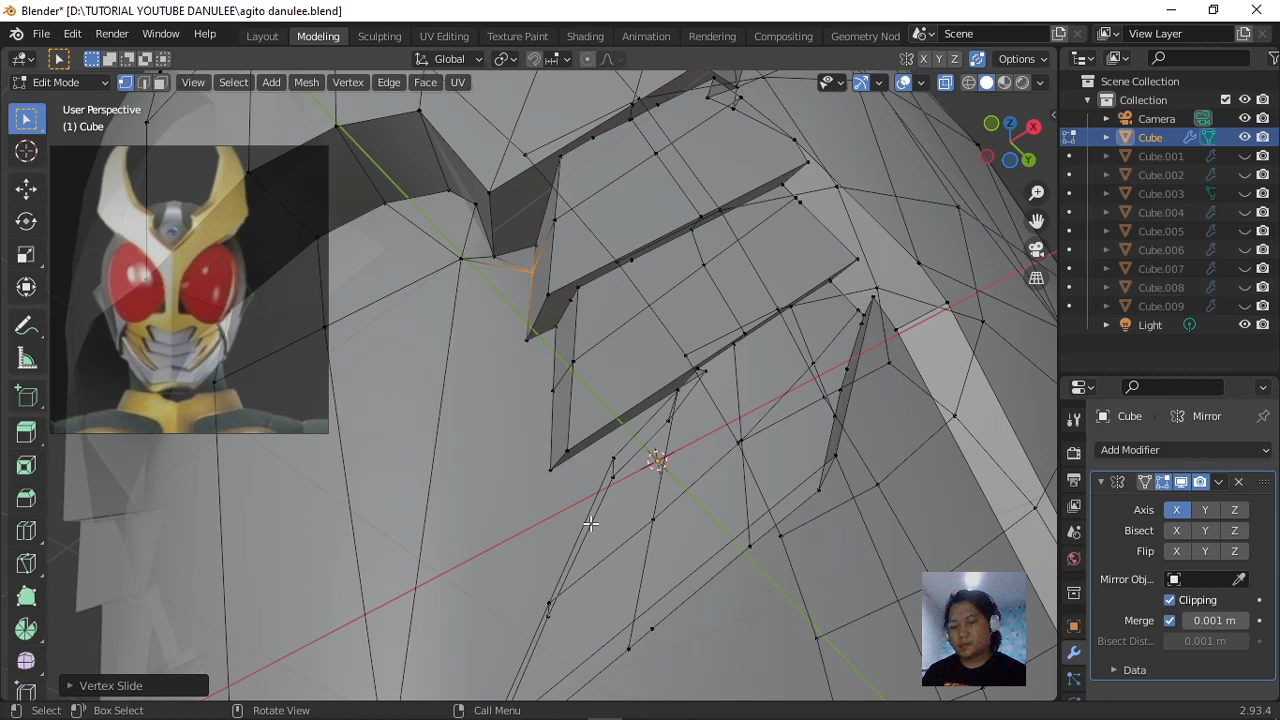 Blender* [D:\TUTORIAL YOUTUBE DANULEE\agito danulee.blend]
File Edit Render Window Help Layout Modeling Sculpting UV Editing Texture Paint Shading Animation Rendering Compositing Geometry Nod Scene View Layer
Global X Y Z Options
Edit Mode View Select Add Mesh Vertex Edge Face UV
User Perspective
(1) Cube
Z X Y
Scene Collection
Collection
Camera
Cube
Cube.001
Cube.002
Cube.003
Cube.004
Cube.005
Cube.006
Cube.007
Cube.008
Cube.009
Light
Cube Mirror
Add Modifier
Axis X Y Z
Bisect X Y Z
Flip X Y Z
Mirror Obj...
Clipping
Merge 0.001 m
Bisect Dist... 0.001 m
Data
Vertex Slide
Select Box Select Rotate View Call Menu 2.93.4